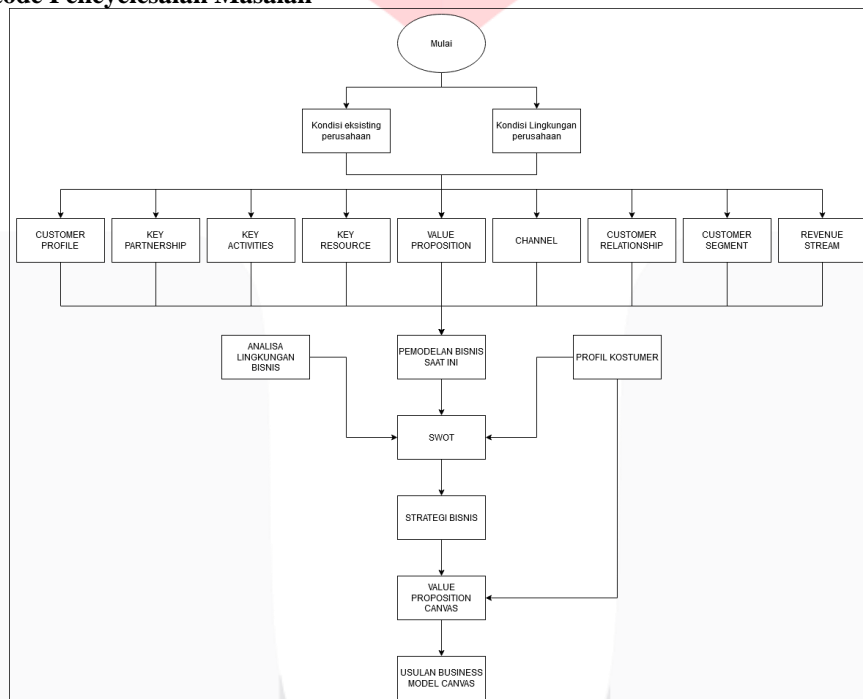 Penyelesaian Masalah
Mulai
Kondisi eksisting
perusahaan
Kondisi Lingkungan
perusahaan
CUSTOMER
PROFILE
KEY
PARTNERSHIP
KEY
ACTIVITIES
KEY
RESOURCE
VALUE
PROPOSITION
CHANNEL
CUSTOMER
RELATIONSHIP
CUSTOMER
SEGMENT
REVENUE
STREAM
ANALISA
LINGKUNGAN
BISNIS
PEMODELAN BISNIS
SAAT INI
PROFIL KOSTUMER
SWOT
STRATEGI BISNIS
VALUE
PROPOSITION
CANVAS
USULAN BUSINESS
MODEL CANVAS